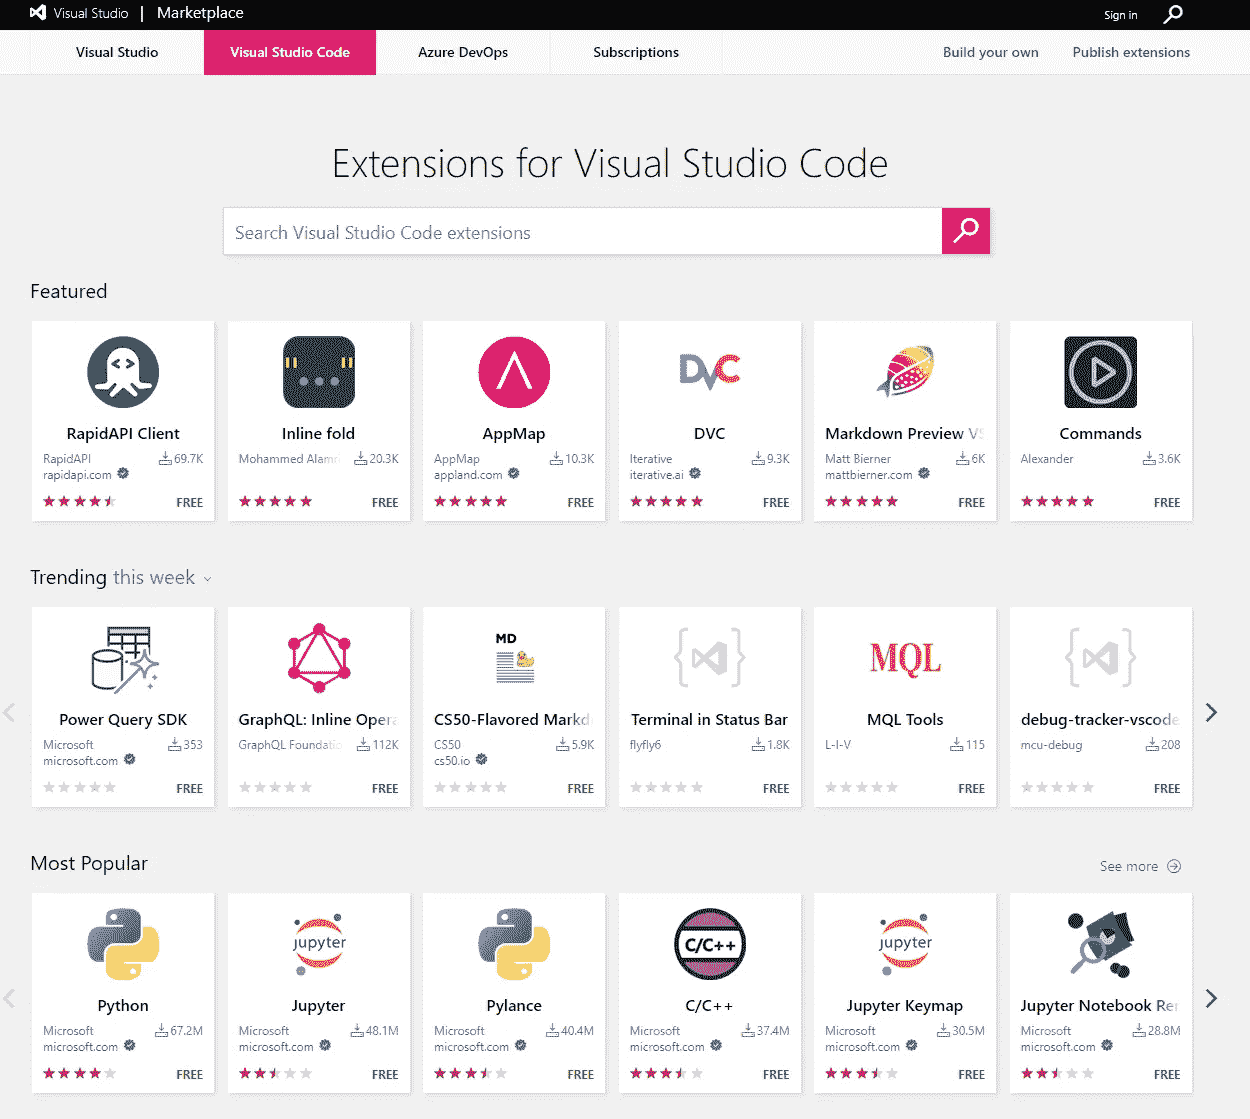 Visual Studio | Marketplace
Sign in
Visual Studio
Visual Studio Code
Azure DevOps
Subscriptions
Build your own
Publish extensions
Extensions for Visual Studio Code
Search Visual Studio Code extensions
Featured
DVC
RapidAPI Client
Inline fold
AppMap
DVC
Markdown Preview VS
Commands
RapidAPI 69.7K
rapidapi.com
FREE
Mohammed Alamri 20.3K
FREE
AppMap 10.3K
appland.com
FREE
Iterative 9.3K
iterative.ai
FREE
Matt Bierner 6K
mattbierner.com
FREE
Alexander 3.6K
FREE
Trending this week
MD
MQL
Power Query SDK
Microsoft 353
microsoft.com
FREE
GraphQL: Inline Opera
GraphQL Foundatio 112K
FREE
CS50-Flavored Markd
CS50 5.9K
cs50.io
FREE
Terminal in Status Bar
flyfly6 1.8K
FREE
MQL Tools
L-I-V 115
FREE
debug-tracker-vscode
mcu-debug 208
FREE
Most Popular
See more
Python
Microsoft 67.2M
microsoft.com
FREE
jupyter
Jupyter
Microsoft 48.1M
microsoft.com
FREE
Pylance
Microsoft 40.4M
microsoft.com
FREE
C/C++
C/C++
Microsoft 37.4M
microsoft.com
FREE
jupyter
Jupyter Keymap
Microsoft 30.5M
microsoft.com
FREE
Jupyter Notebook Rer
Microsoft 28.8M
microsoft.com
FREE